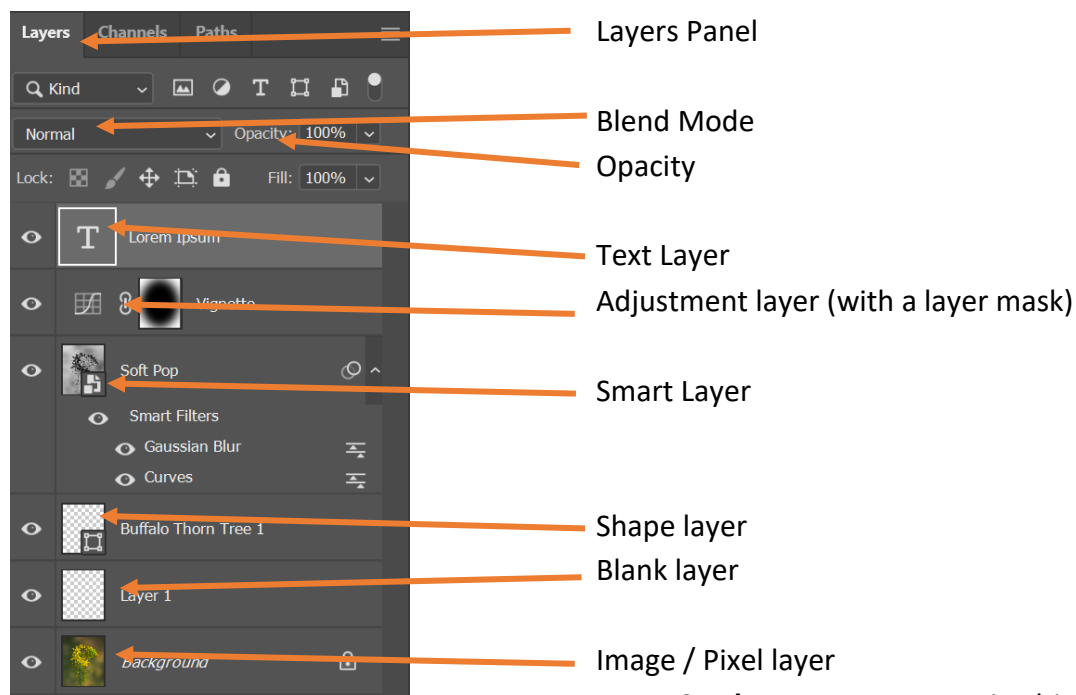 Layers Channels Paths
Layers Panel
Kind
Normal Opacity: 100%
Blend Mode
Opacity
Lock: Fill: 100%
T Lorem Ipsum
Text Layer
Vignette
Adjustment layer (with a layer mask)
Soft Pop
Smart Layer
Smart Filters
Gaussian Blur
Curves
Buffalo Thorn Tree 1
Shape layer
Blank layer
Layer 1
Background
Image / Pixel layer